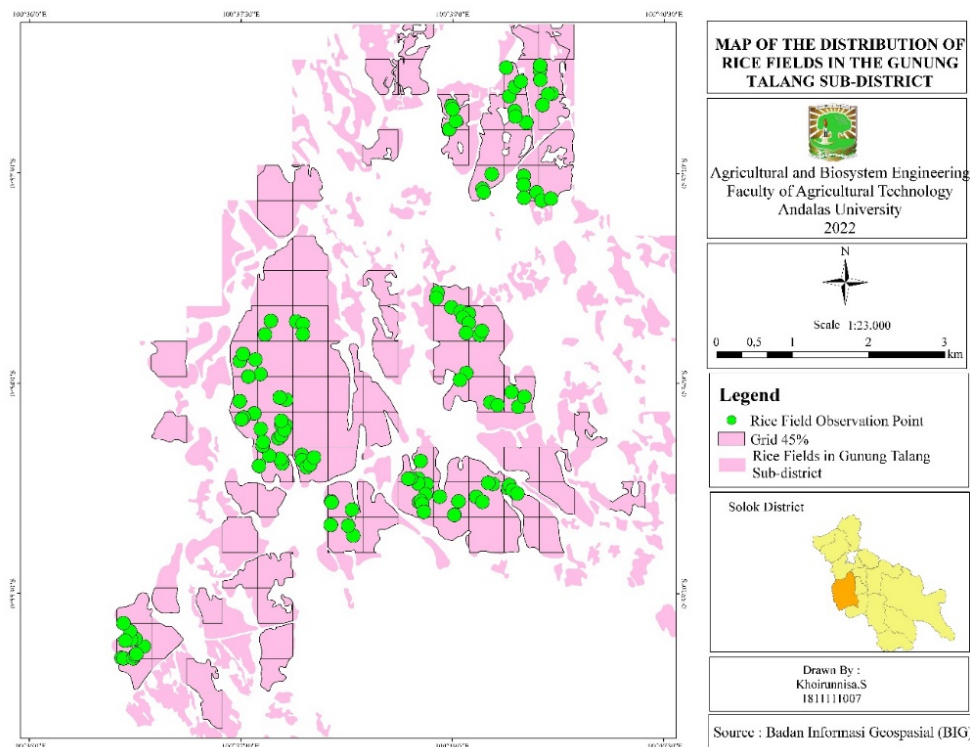 MAP OF THE DISTRIBUTION OF
RICE FIELDS IN THE GUNUNG
TALANG SUB-DISTRICT
Agricultural and Biosystem Engineering
Faculty of Agricultural Technology
Andalas University
2022
N
Scale 1:23.000
0 0,5 1 2 3
km
Legend
Rice Field Observation Point
Grid 45%
Rice Fields in Gunung Talang
Sub-district
Solok District
Drawn By :
Khoirunnisa.S
1811111007
Source : Badan Informasi Geospasial (BIG)